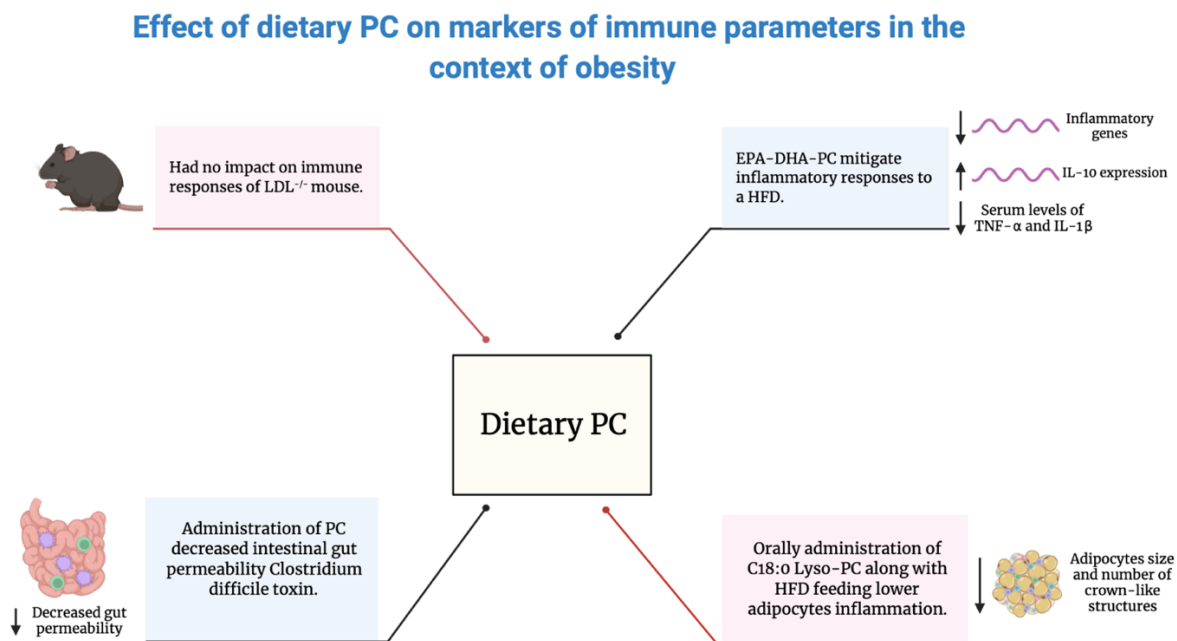 Effect of dietary PC on markers of immune parameters in the
context of obesity
Had no impact on immune
responses of LDL⁻/⁻ mouse.
EPA-DHA-PC mitigate
inflammatory responses to
a HFD.
Inflammatory
genes
IL-10 expression
Serum levels of
TNF-α and IL-1β
Dietary PC
Administration of PC
decreased intestinal gut
permeability Clostridium
difficile toxin.
Decreased gut
permeability
Orally administration of
C18:0 Lyso-PC along with
HFD feeding lower
adipocytes inflammation.
Adipocytes size
and number of
crown-like
structures